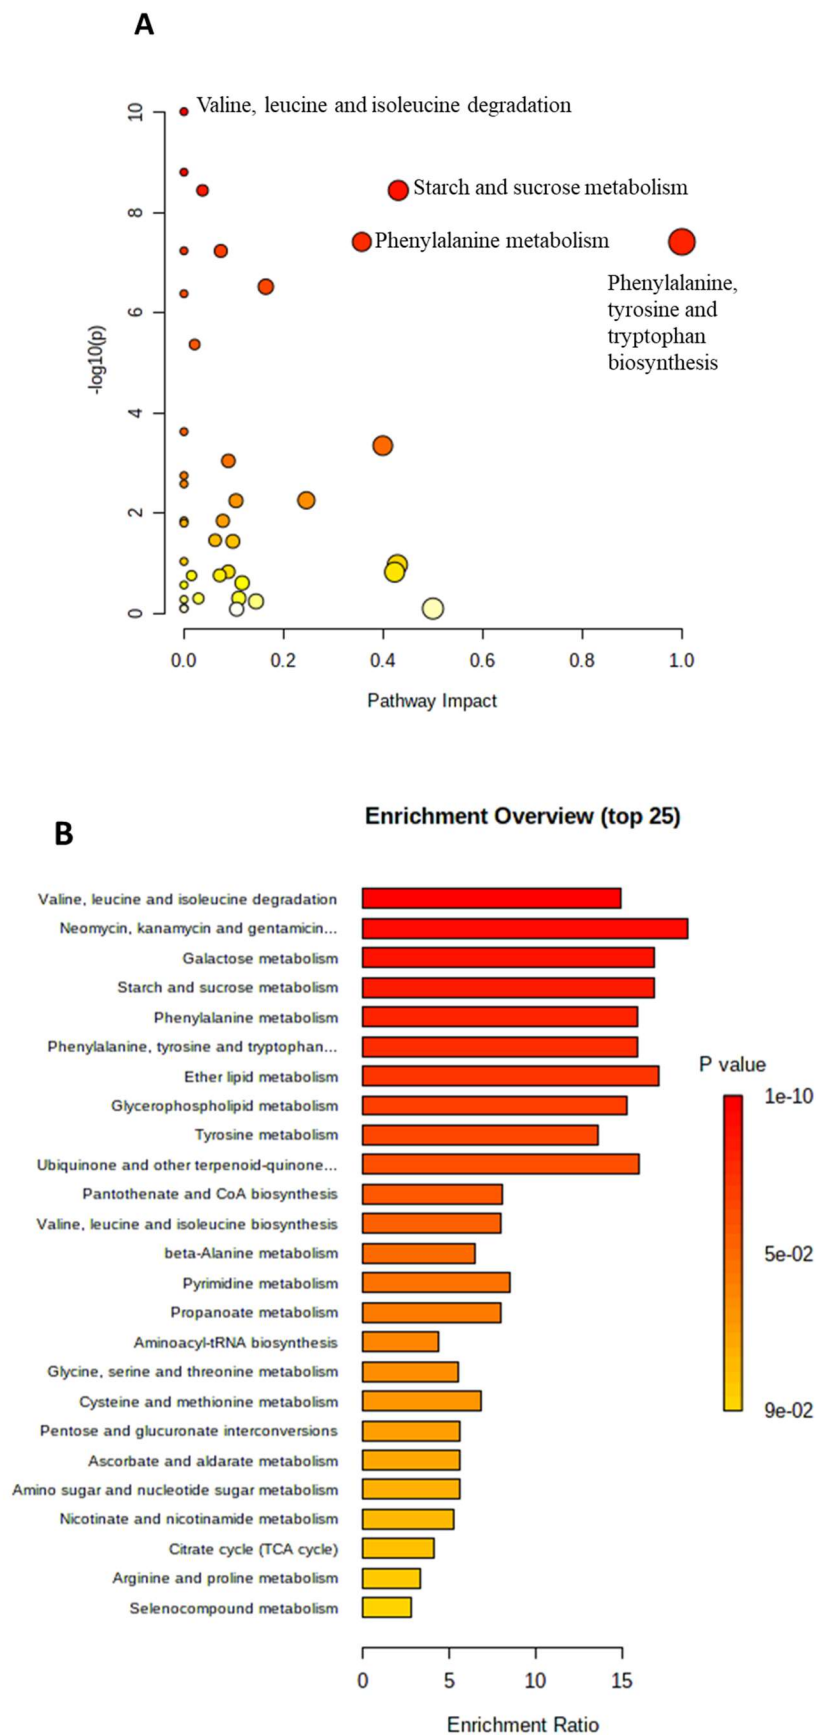 A
Valine, leucine and isoleucine degradation
Starch and sucrose metabolism
Phenylalanine metabolism
Phenylalanine,
tyrosine and
tryptophan
biosynthesis
-log10(p)
10
8
6
4
2
0
0.0 0.2 0.4 0.6 0.8 1.0
Pathway Impact
B
Enrichment Overview (top 25)
Valine, leucine and isoleucine degradation
Neomycin, kanamycin and gentamicin...
Galactose metabolism
Starch and sucrose metabolism
Phenylalanine metabolism
Phenylalanine, tyrosine and tryptophan...
Ether lipid metabolism
Glycerophospholipid metabolism
Tyrosine metabolism
Ubiquinone and other terpenoid-quinone...
Pantothenate and CoA biosynthesis
Valine, leucine and isoleucine biosynthesis
beta-Alanine metabolism
Pyrimidine metabolism
Propanoate metabolism
Aminoacyl-tRNA biosynthesis
Glycine, serine and threonine metabolism
Cysteine and methionine metabolism
Pentose and glucuronate interconversions
Ascorbate and aldarate metabolism
Amino sugar and nucleotide sugar metabolism
Nicotinate and nicotinamide metabolism
Citrate cycle (TCA cycle)
Arginine and proline metabolism
Selenocompound metabolism
P value
1e-10
5e-02
9e-02
0 5 10 15
Enrichment Ratio